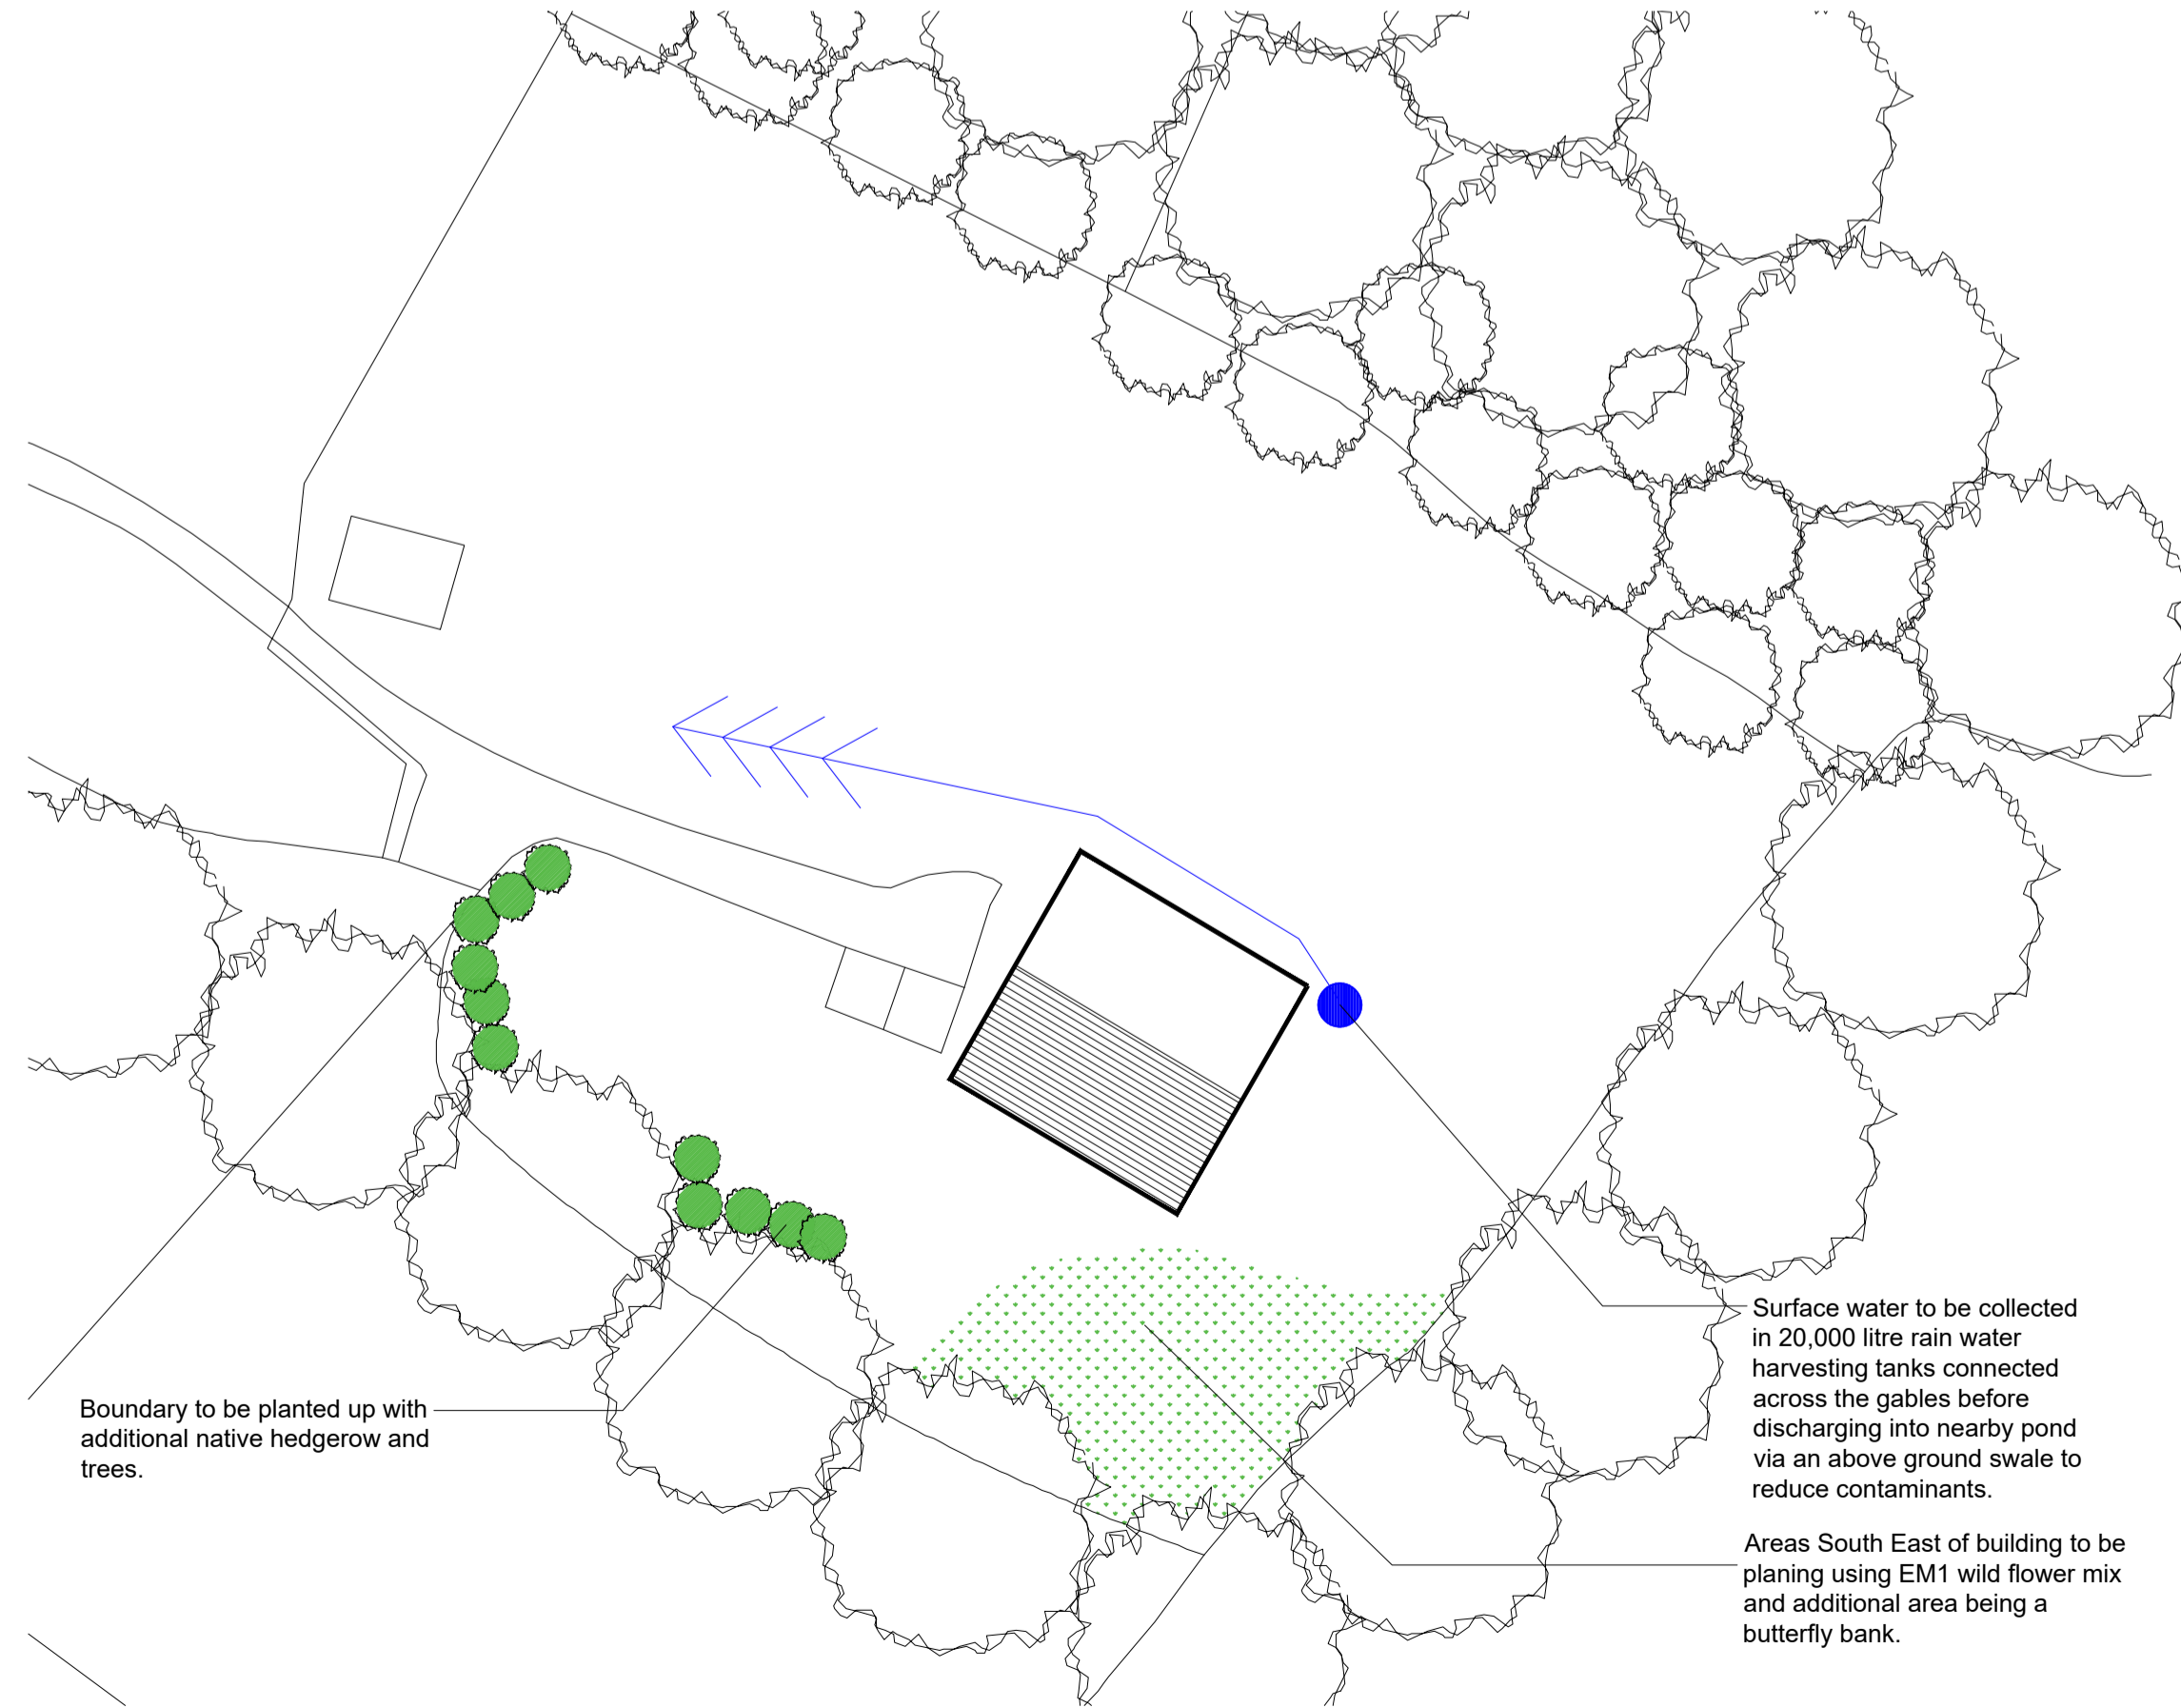 Surface water to be collected
in 20,000 litre rain water
harvesting tanks connected
across the gables before
discharging into nearby pond
via an above ground swale to
reduce contaminants.
Boundary to be planted up with
additional native hedgerow and
trees.
Areas South East of building to be
planing using EM1 wild flower mix
and additional area being a
butterfly bank.